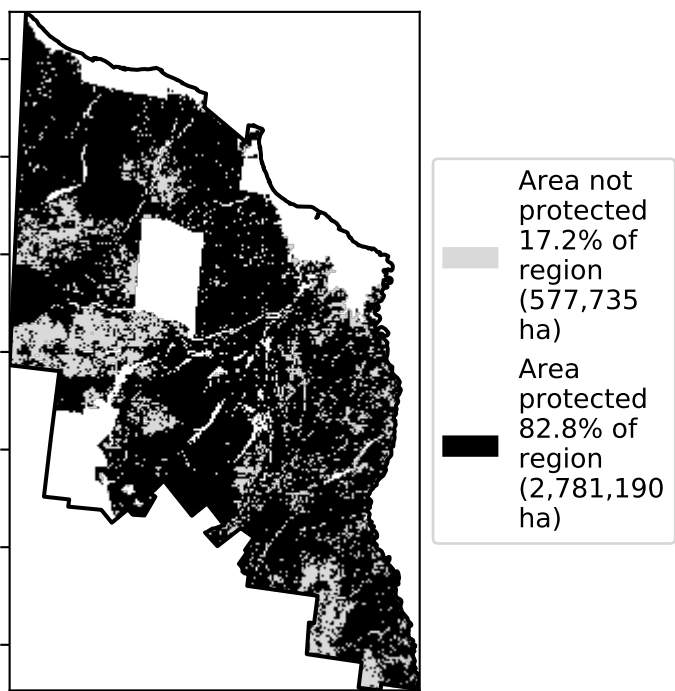 Area not
protected
17.2% of
region
(577,735
ha)
Area
protected
82.8% of
region
(2,781,190
ha)